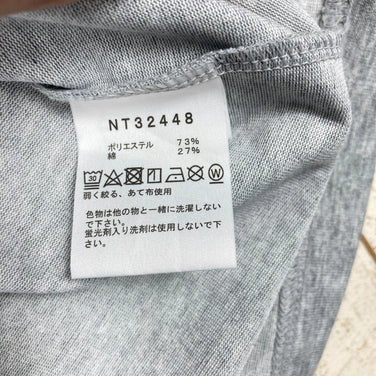 NT32448
ポリエステル 73%
綿 27%
30 W
弱く絞る、あて布使用
色物は他の物と一緒に洗濯しない
で下さい。
蛍光剤入り洗剤は使用しないで下
さい。